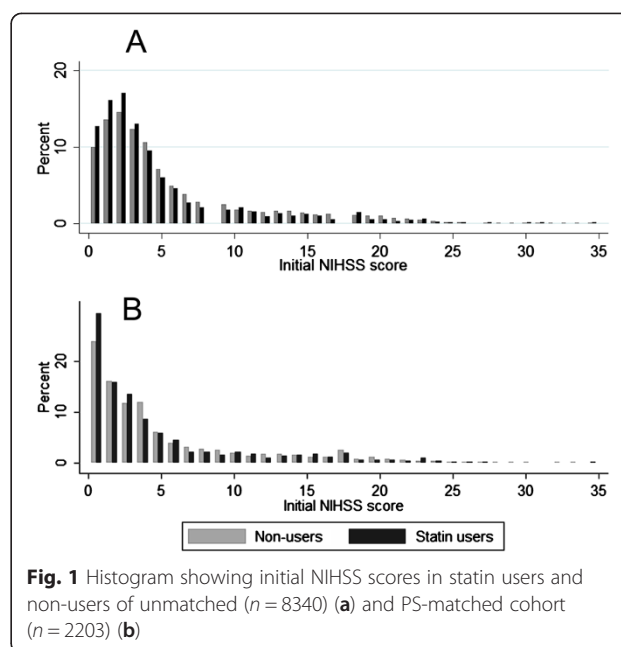 A
20
10
0
Percent
0 5 10 15 20 25 30 35
Initial NIHSS score
B
20
10
0
Percent
0 5 10 15 20 25 30 35
Initial NIHSS score
Non-users Statin users
Fig. 1 Histogram showing initial NIHSS scores in statin users and
non-users of unmatched (n = 8340) (a) and PS-matched cohort
(n = 2203) (b)